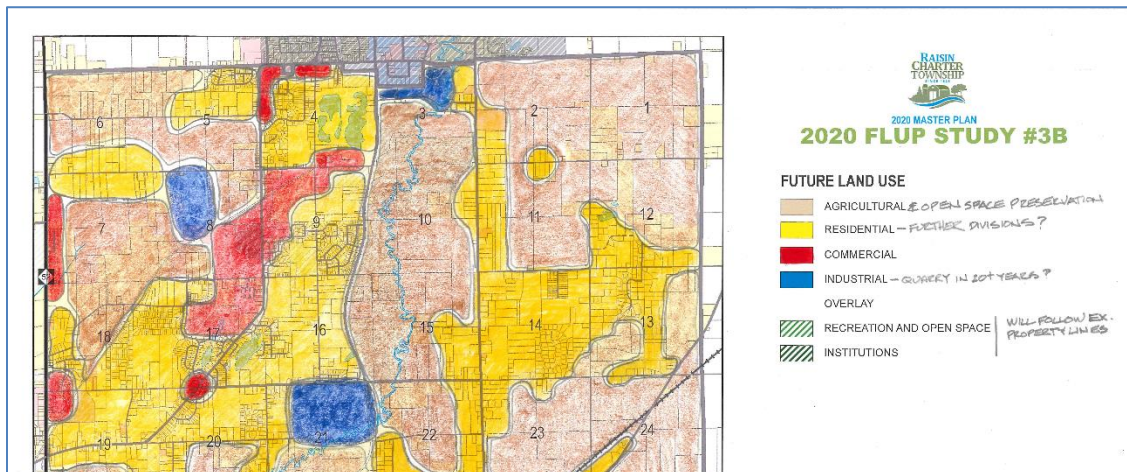 RAISIN
CHARTER
TOWNSHIP
2020 MASTER PLAN
2020 FLUP STUDY #3B
FUTURE LAND USE
AGRICULTURAL & OPEN SPACE PRESERVATION
RESIDENTIAL - FURTHER DIVISIONS?
COMMERCIAL
INDUSTRIAL - QUARRY IN 20+ YEARS?
OVERLAY
RECREATION AND OPEN SPACE
INSTITUTIONS
WILL FOLLOW EX.
PROPERTY LINES
6 5 4 3 2 1
7 8 9 10 11 12
52
18 17 16 15 14 13
19 20 21 22 23 24